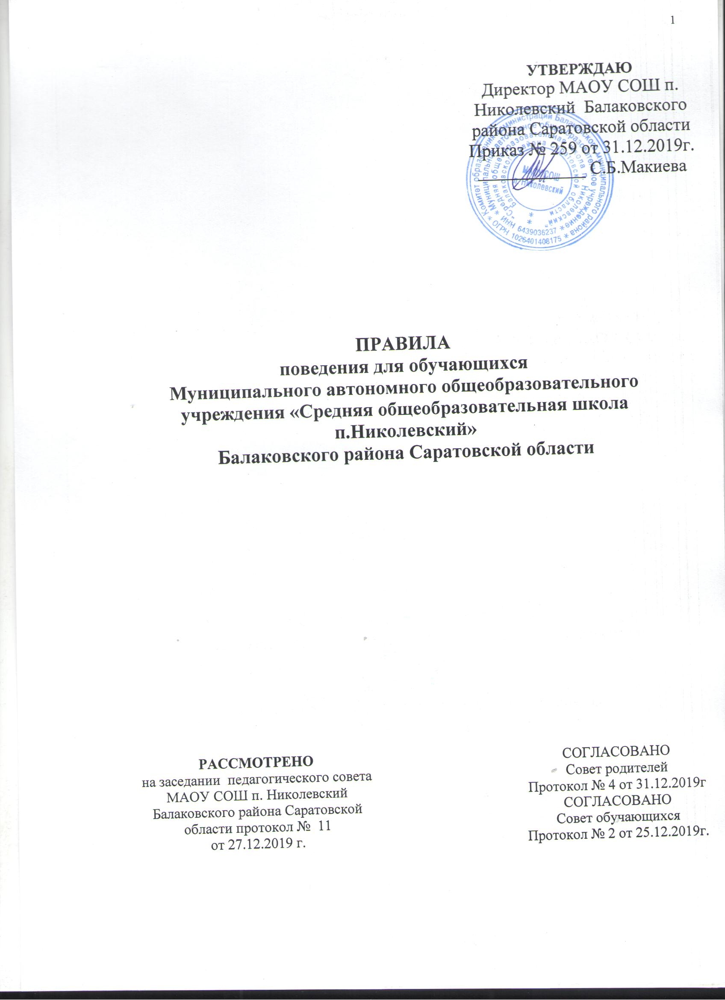 1
УТВЕРЖДАЮ
Директор МАОУ СОШ п.
Николевский Балаковского
района Саратовской области
Приказ № 259 от 31.12.2019г.
С.Б.Макиева
Комитет образования администрации Балаковского муниципального района * ОГРН 1026401408175 *
Муниципальное автономное общеобразовательное учреждение * ИНН 6439036237 *
"Средняя общеобразовательная школа п. Николевский" *
Балаковского района Саратовской области *
МАОУ СОШ
п. Николевский
ПРАВИЛА
поведения для обучающихся
Муниципального автономного общеобразовательного
учреждения «Средняя общеобразовательная школа
п.Николевский»
Балаковского района Саратовской области
РАССМОТРЕНО
на заседании педагогического совета
МАОУ СОШ п. Николевский
Балаковского района Саратовской
области протокол № 11
от 27.12.2019 г.
СОГЛАСОВАНО
Совет родителей
Протокол № 4 от 31.12.2019г
СОГЛАСОВАНО
Совет обучающихся
Протокол № 2 от 25.12.2019г.